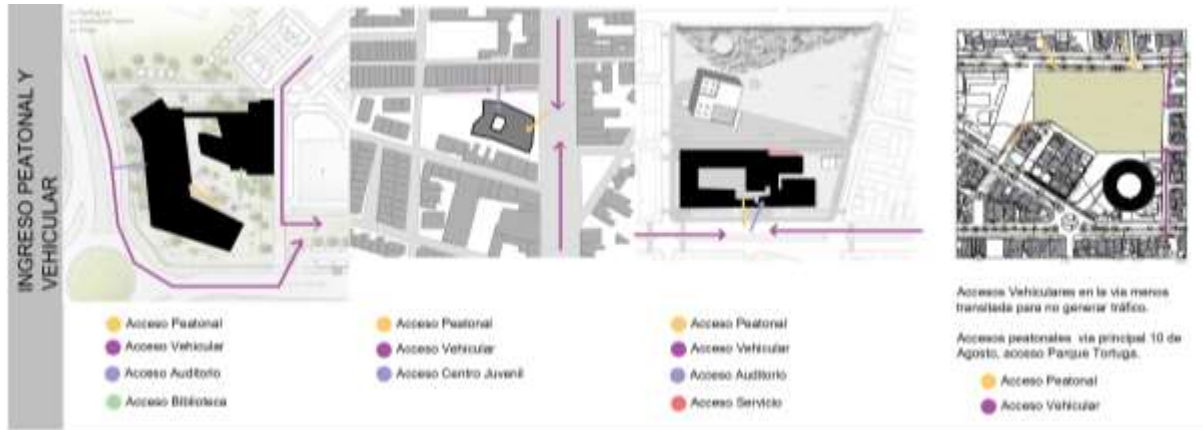 INGRESO PEATONAL Y
VEHICULAR
Acceso Peatonal
Acceso Vehicular
Acceso Auditorio
Acceso Biblioteca
Acceso Peatonal
Acceso Vehicular
Acceso Centro Juvenil
Acceso Peatonal
Acceso Vehicular
Acceso Auditorio
Acceso Servicio
Accesos Vehiculares en la via menos
transitada para no generar tráfico.
Accesos peatonales via principal 10 de
Agosto, acceso Parque Tortuga.
Acceso Peatonal
Acceso Vehicular